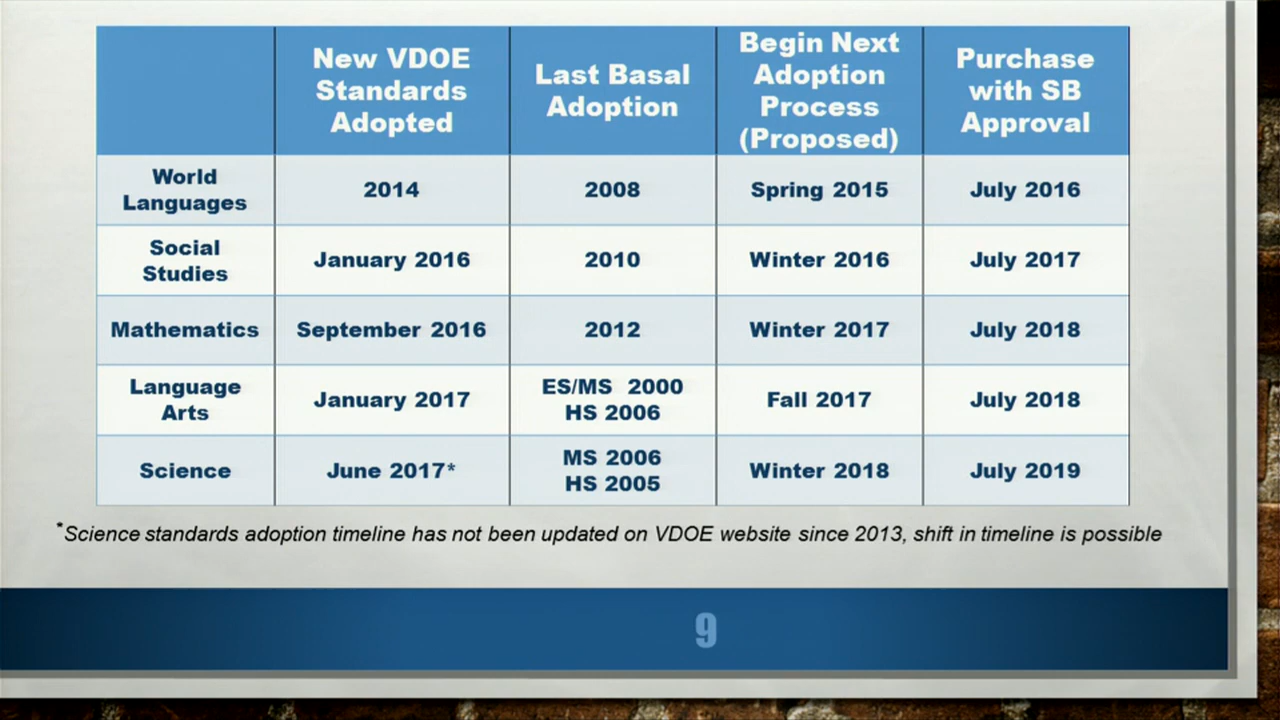 New VDOE
Standards
Adopted
Last Basal
Adoption
Begin Next
Adoption
Process
(Proposed)
Purchase
with SB
Approval
World
Languages
2014
2008
Spring 2015
July 2016
Social
Studies
January 2016
2010
Winter 2016
July 2017
Mathematics
September 2016
2012
Winter 2017
July 2018
Language
Arts
January 2017
ES/MS 2000
HS 2006
Fall 2017
July 2018
Science
June 2017*
MS 2006
HS 2005
Winter 2018
July 2019
*Science standards adoption timeline has not been updated on VDOE website since 2013, shift in timeline is possible
9